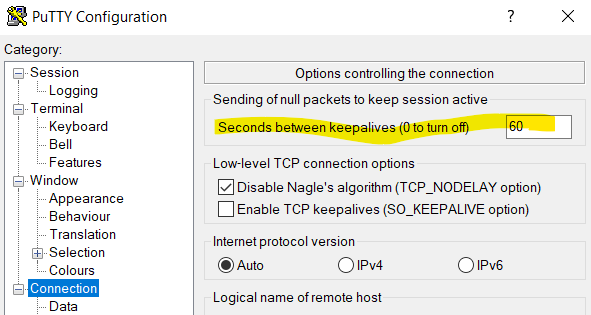 PuTTY Configuration
?
Category:
Session
Logging
Terminal
Keyboard
Bell
Features
Window
Appearance
Behaviour
Translation
Selection
Colours
Connection
Data
Options controlling the connection
Sending of null packets to keep session active
Seconds between keepalives (0 to turn off) 60
Low-level TCP connection options
Disable Nagle's algorithm (TCP_NODELAY option)
Enable TCP keepalives (SO_KEEPALIVE option)
Internet protocol version
Auto IPv4 IPv6
Logical name of remote host